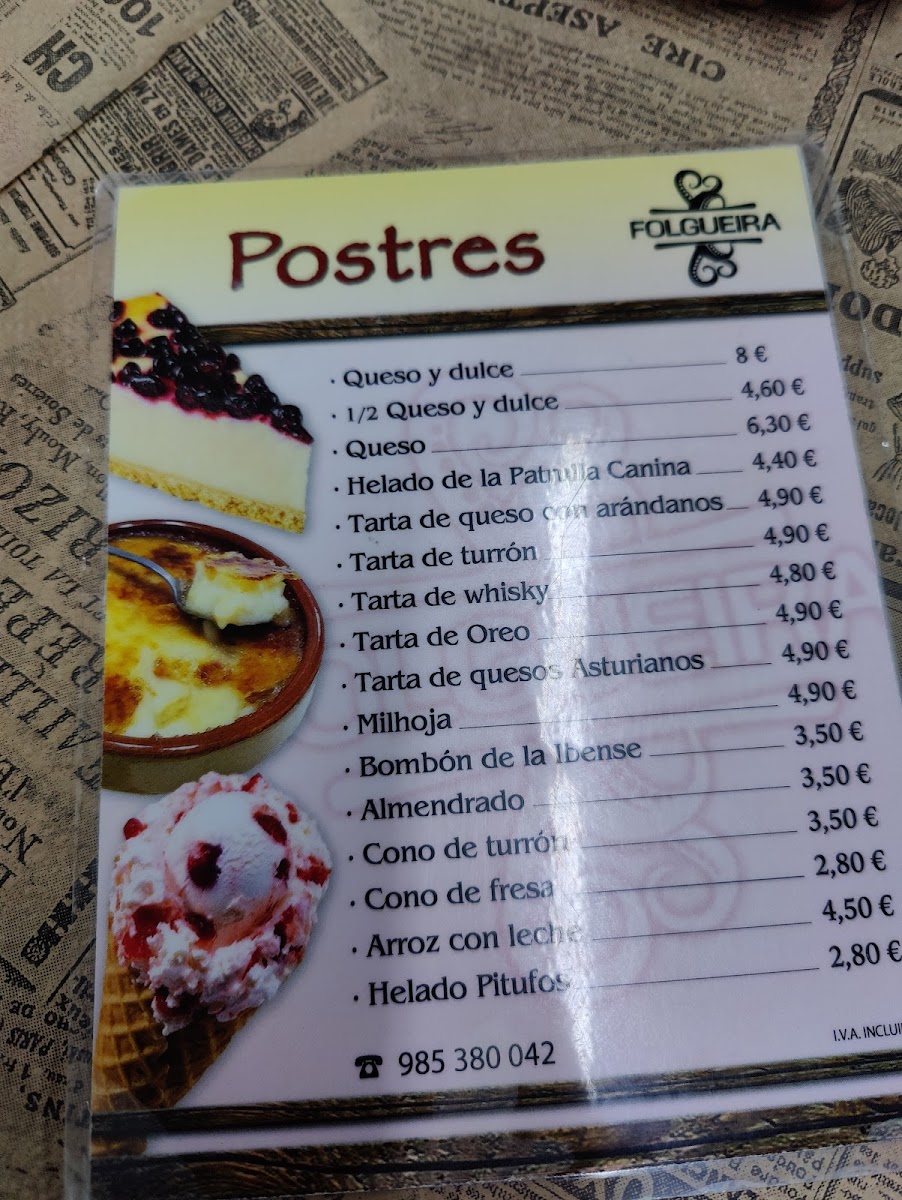 CH
100
CIRE ASEPT
Postres
FOLGUEIRA
· Queso y dulce 8 €
· 1/2 Queso y dulce 4,60 €
· Queso 6,30 €
· Helado de la Patrulla Canina 4,40 €
· Tarta de queso con arándanos 4,90 €
· Tarta de turrón 4,90 €
· Tarta de whisky 4,80 €
· Tarta de Oreo 4,90 €
· Tarta de quesos Asturianos 4,90 €
· Milhoja 4,90 €
· Bombón de la Ibense 3,50 €
· Almendrado 3,50 €
· Cono de turrón 3,50 €
· Cono de fresa 2,80 €
· Arroz con leche 4,50 €
· Helado Pitufos 2,80 €
I.V.A. INCLUI
☎ 985 380 042